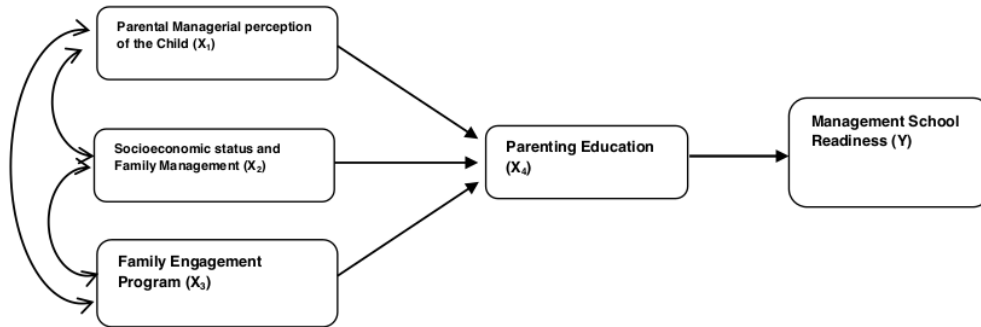 Parental Managerial perception
of the Child (X₁)
Socioeconomic status and
Family Management (X₂)
Family Engagement
Program (X₃)
Parenting Education
(X₄)
Management School
Readiness (Y)